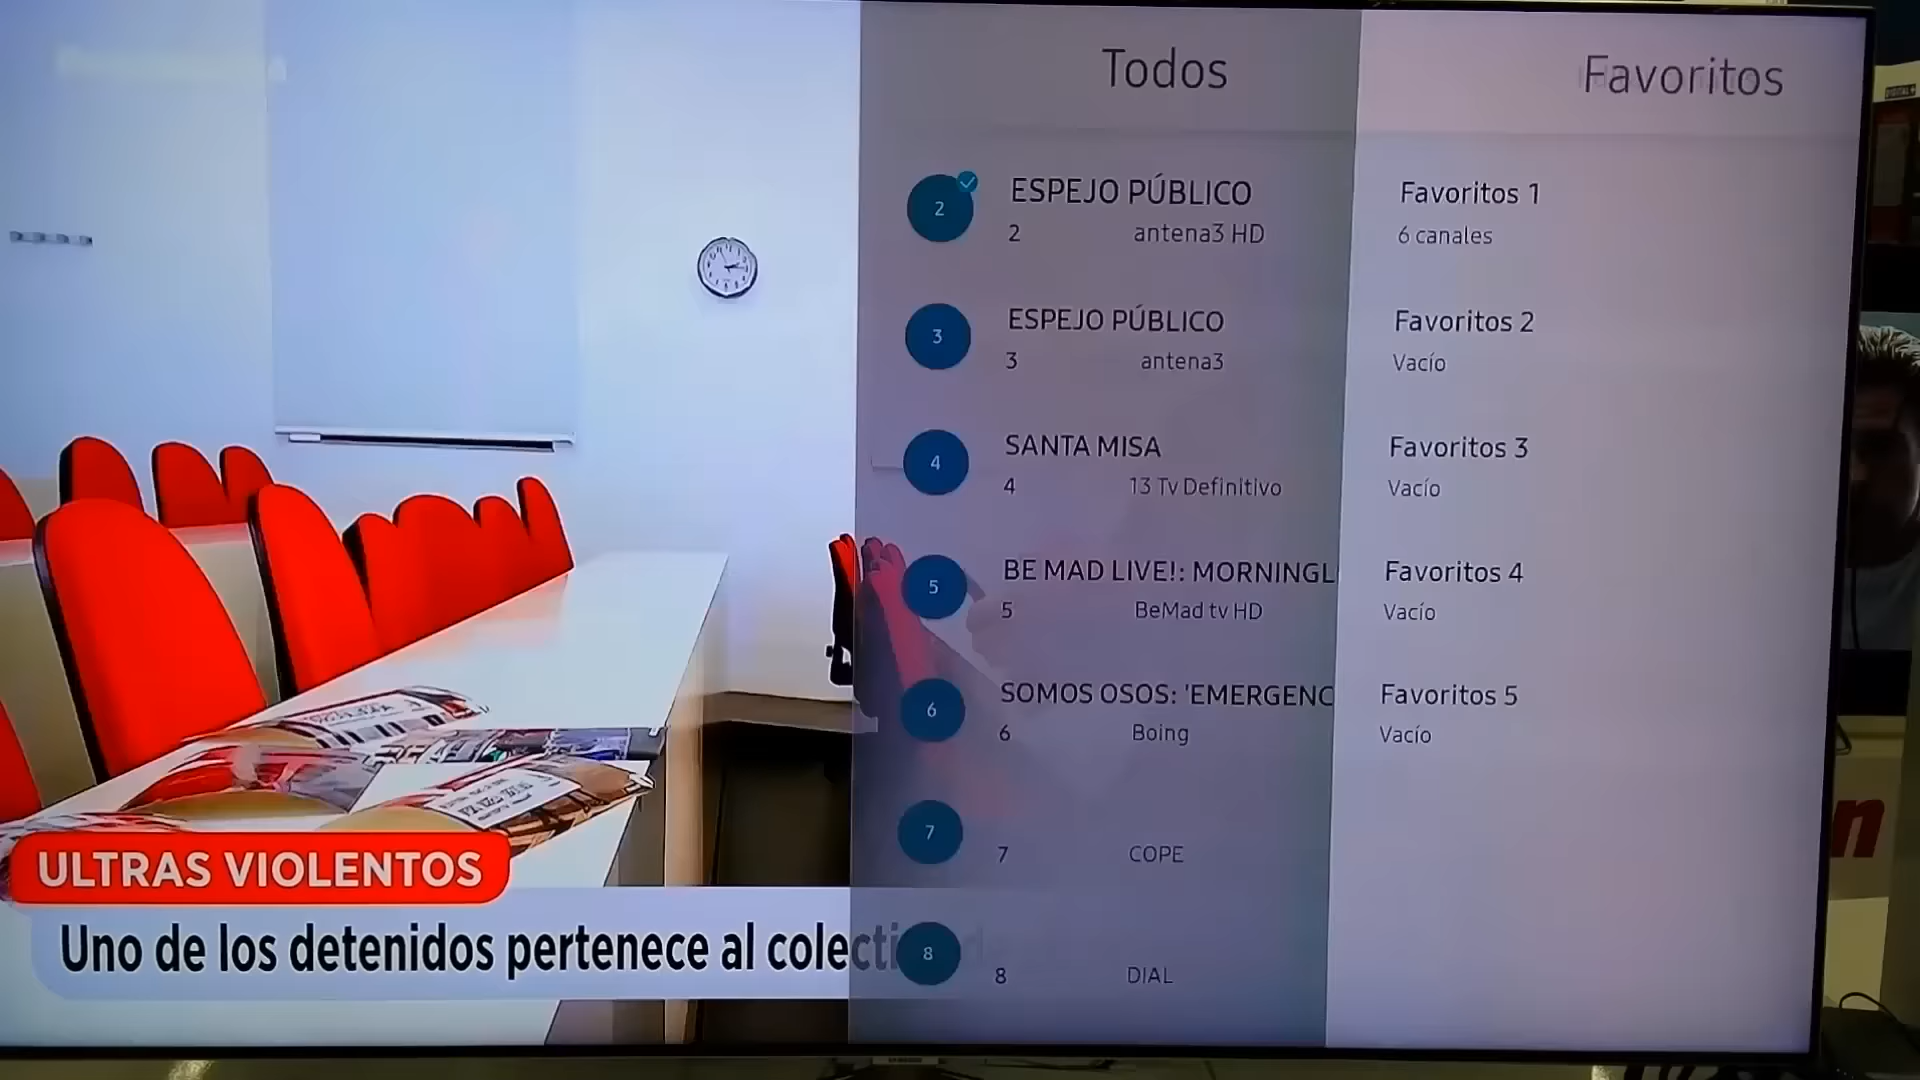 Todos
Favoritos
2
ESPEJO PÚBLICO
2 antena3 HD
3
ESPEJO PÚBLICO
3 antena3
4
SANTA MISA
4 13 Tv Definitivo
5
BE MAD LIVE!: MORNINGL
5 BeMad tv HD
6
SOMOS OSOS: 'EMERGENC
6 Boing
7
7 COPE
8
8 DIAL
Favoritos 1
6 canales
Favoritos 2
Vacío
Favoritos 3
Vacío
Favoritos 4
Vacío
Favoritos 5
Vacío
ULTRAS VIOLENTOS
Uno de los detenidos pertenece al colecti